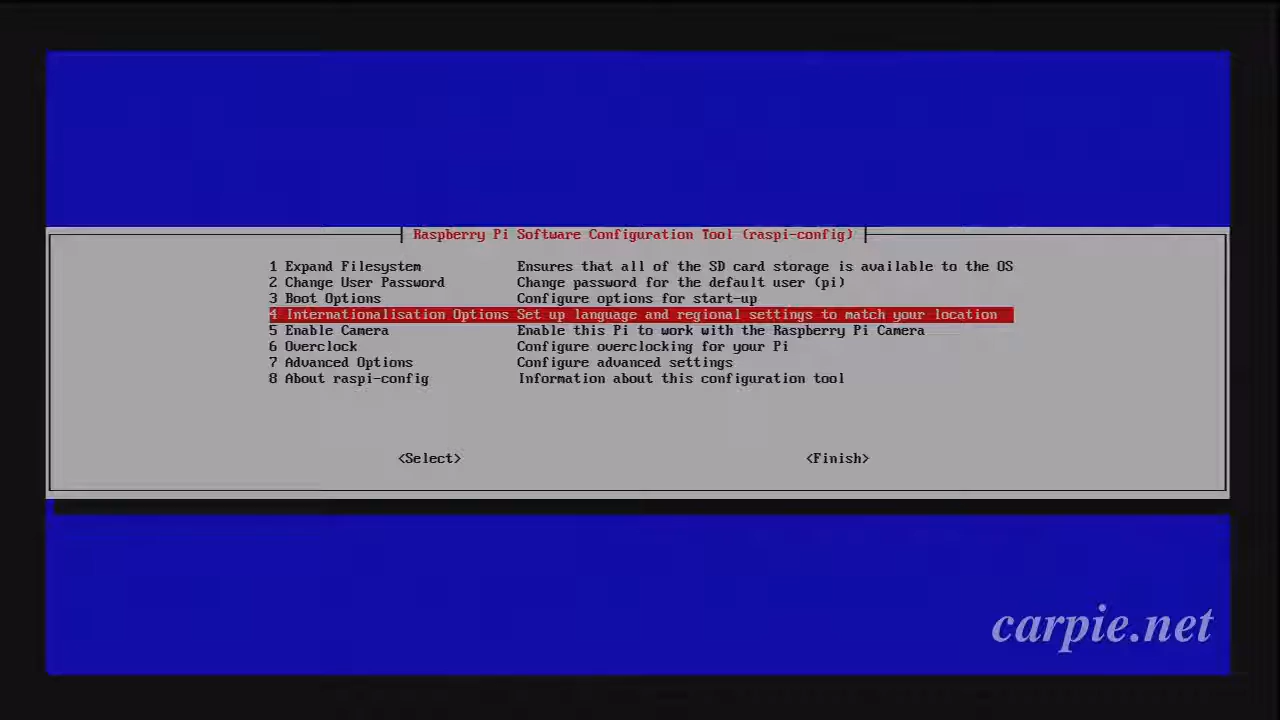 Raspberry Pi Software Configuration Tool (raspi-config)
1 Expand Filesystem Ensures that all of the SD card storage is available to the OS
2 Change User Password Change password for the default user (pi)
3 Boot Options Configure options for start-up
4 Internationalisation Options Set up language and regional settings to match your location
5 Enable Camera Enable this Pi to work with the Raspberry Pi Camera
6 Overclock Configure overclocking for your Pi
7 Advanced Options Configure advanced settings
8 About raspi-config Information about this configuration tool
<Select> <Finish>
carpie.net